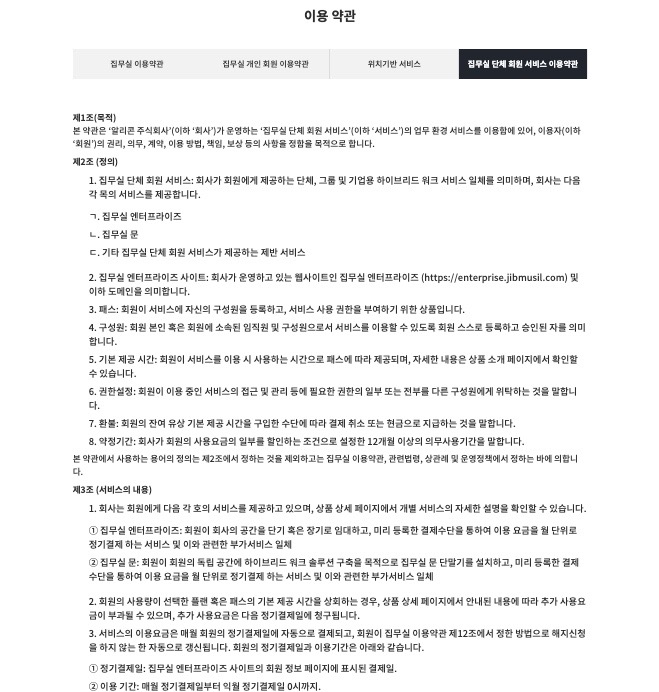 이용 약관
집무실 이용약관
집무실 개인 회원 이용약관
위치기반 서비스
집무실 단체 회원 서비스 이용약관
제1조(목적)
본 약관은 ‘알리콘 주식회사’(이하 ‘회사’)가 운영하는 ‘집무실 단체 회원 서비스’(이하 ‘서비스’)의 업무 환경 서비스를 이용함에 있어, 이용자(이하
‘회원’)의 권리, 의무, 계약, 이용 방법, 책임, 보상 등의 사항을 정함을 목적으로 합니다.
제2조 (정의)
1. 집무실 단체 회원 서비스: 회사가 회원에게 제공하는 단체, 그룹 및 기업용 하이브리드 워크 서비스 일체를 의미하며, 회사는 다음
각 목의 서비스를 제공합니다.
ㄱ. 집무실 엔터프라이즈
ㄴ. 집무실 문
ㄷ. 기타 집무실 단체 회원 서비스가 제공하는 제반 서비스
2. 집무실 엔터프라이즈 사이트: 회사가 운영하고 있는 웹사이트인 집무실 엔터프라이즈 (https://enterprise.jibmusil.com) 및
이하 도메인을 의미합니다.
3. 패스: 회원이 서비스에 자신의 구성원을 등록하고, 서비스 사용 권한을 부여하기 위한 상품입니다.
4. 구성원: 회원 본인 혹은 회원에 소속된 임직원 및 구성원으로서 서비스를 이용할 수 있도록 회원 스스로 등록하고 승인된 자를 의미
합니다.
5. 기본 제공 시간: 회원이 서비스를 이용 시 사용하는 시간으로 패스에 따라 제공되며, 자세한 내용은 상품 소개 페이지에서 확인할
수 있습니다.
6. 권한설정: 회원이 이용 중인 서비스의 접근 및 관리 등에 필요한 권한의 일부 또는 전부를 다른 구성원에게 위탁하는 것을 말합니
다.
7. 환불: 회원의 잔여 유상 기본 제공 시간을 구입한 수단에 따라 결제 취소 또는 현금으로 지급하는 것을 말합니다.
8. 약정기간: 회사가 회원의 사용요금의 일부를 할인하는 조건으로 설정한 12개월 이상의 의무사용기간을 말합니다.
본 약관에서 사용하는 용어의 정의는 제2조에서 정하는 것을 제외하고는 집무실 이용약관, 관련법령, 상관례 및 운영정책에서 정하는 바에 의합니
다.
제3조 (서비스의 내용)
1. 회사는 회원에게 다음 각 호의 서비스를 제공하고 있으며, 상품 상세 페이지에서 개별 서비스의 자세한 설명을 확인할 수 있습니다.
① 집무실 엔터프라이즈: 회원이 회사의 공간을 단기 혹은 장기로 임대하고, 미리 등록한 결제수단을 통하여 이용 요금을 월 단위로
정기결제 하는 서비스 및 이와 관련한 부가서비스 일체
② 집무실 문: 회원이 회원의 독립 공간에 하이브리드 워크 솔루션 구축을 목적으로 집무실 문 단말기를 설치하고, 미리 등록한 결제
수단을 통하여 이용 요금을 월 단위로 정기결제 하는 서비스 및 이와 관련한 부가서비스 일체
2. 회원의 사용량이 선택한 플랜 혹은 패스의 기본 제공 시간을 상회하는 경우, 상품 상세 페이지에서 안내된 내용에 따라 추가 사용요
금이 부과될 수 있으며, 추가 사용요금은 다음 정기결제일에 청구됩니다.
3. 서비스의 이용요금은 매월 회원의 정기결제일에 자동으로 결제되고, 회원이 집무실 이용약관 제12조에서 정한 방법으로 해지신청
을 하지 않는 한 자동으로 갱신됩니다. 회원의 정기결제일과 이용기간은 아래와 같습니다.
① 정기결제일: 집무실 엔터프라이즈 사이트의 회원 정보 페이지에 표시된 결제일.
② 이용 기간: 매월 정기결제일부터 익월 정기결제일 0시까지.